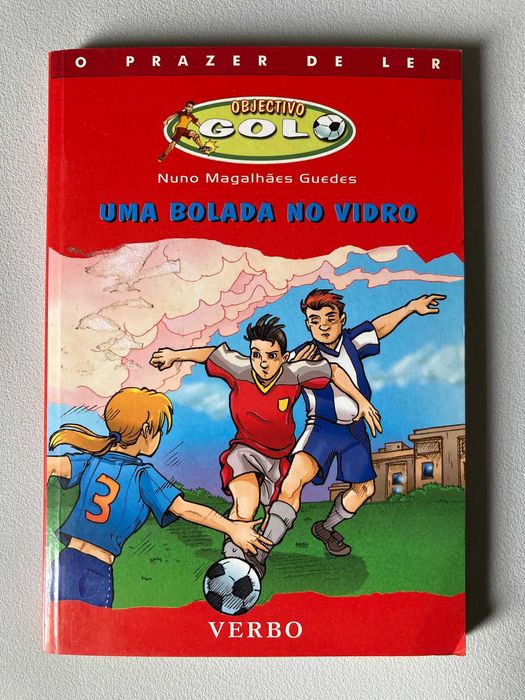 O PRAZER DE LER
OBJECTIVO
GOLO
Nuno Magalhães Guedes
UMA BOLADA NO VIDRO
3
VERBO